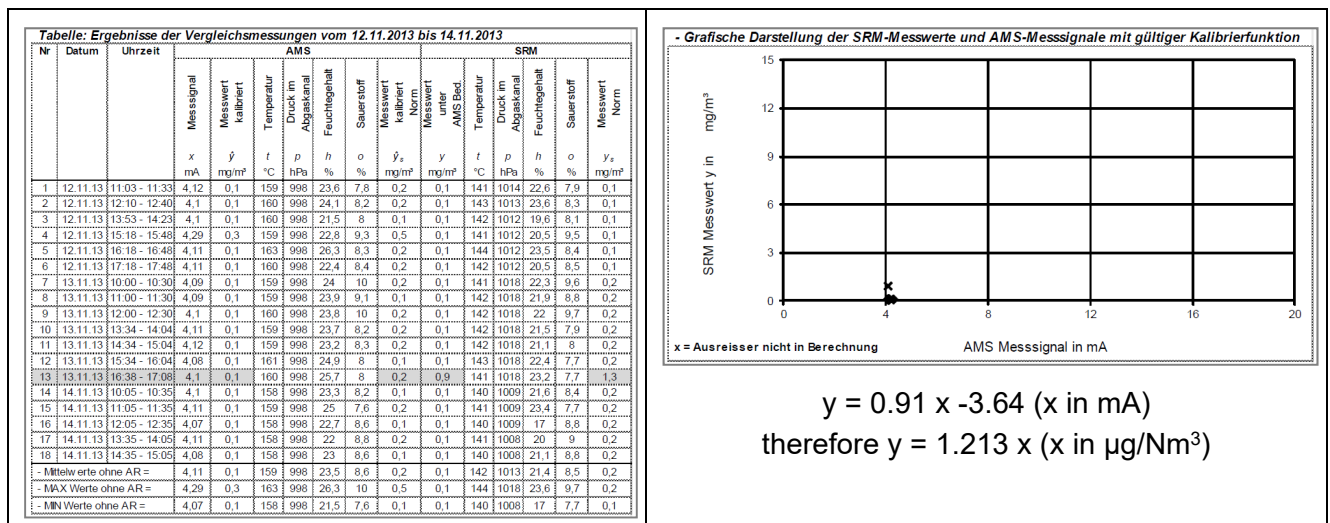 Tabelle: Ergebnisse der Vergleichsmessungen vom 12.11.2013 bis 14.11.2013
Nr Datum Uhrzeit AMS SRM
Messsignal Messwert kalibriert Temperatur Druck im Abgaskanal Feuchtegehalt Sauerstoff Messwert kalibriert Norm Messwert unter AMS Bed. Temperatur Druck im Abgaskanal Feuchtegehalt Sauerstoff Messwert Norm
x ŷ t p h o ŷs y t p h o ys
mA mg/m³ °C hPa % % mg/m³ mg/m³ °C hPa % % mg/m³
1 12.11.13 11:03 - 11:33 4,12 0,1 159 998 23,6 7,8 0,2 0,1 141 1014 22,6 7,9 0,1
2 12.11.13 12:10 - 12:40 4,1 0,1 160 998 24,1 8,2 0,2 0,1 143 1013 23,6 8,3 0,1
3 12.11.13 13:53 - 14:23 4,1 0,1 160 998 21,5 8 0,1 0,1 142 1012 19,6 8,1 0,1
4 12.11.13 15:18 - 15:48 4,29 0,3 159 998 22,8 9,3 0,5 0,1 141 1012 20,5 9,5 0,1
5 12.11.13 16:18 - 16:48 4,11 0,1 163 998 26,3 8,3 0,2 0,1 144 1012 23,5 8,4 0,1
6 12.11.13 17:18 - 17:48 4,11 0,1 160 998 22,4 8,4 0,2 0,1 142 1012 20,5 8,5 0,1
7 13.11.13 10:00 - 10:30 4,09 0,1 159 998 24 10 0,2 0,1 141 1018 22,3 9,6 0,2
8 13.11.13 11:00 - 11:30 4,09 0,1 159 998 23,9 9,1 0,1 0,1 142 1018 21,9 8,8 0,2
9 13.11.13 12:00 - 12:30 4,1 0,1 160 998 23,8 10 0,2 0,1 142 1018 22 9,7 0,2
10 13.11.13 13:34 - 14:04 4,11 0,1 159 998 23,7 8,2 0,2 0,1 142 1018 21,5 7,9 0,2
11 13.11.13 14:34 - 15:04 4,12 0,1 159 998 23,2 8,3 0,2 0,1 142 1018 21,1 8 0,2
12 13.11.13 15:34 - 16:04 4,08 0,1 161 998 24,9 8 0,1 0,1 143 1018 22,4 7,7 0,2
13 13.11.13 16:38 - 17:08 4,1 0,1 160 998 25,7 8 0,2 0,9 141 1018 23,2 7,7 1,3
14 14.11.13 10:05 - 10:35 4,1 0,1 158 998 23,3 8,2 0,1 0,1 140 1009 21,6 8,4 0,2
15 14.11.13 11:05 - 11:35 4,11 0,1 159 998 25 7,6 0,2 0,1 141 1009 23,4 7,7 0,2
16 14.11.13 12:05 - 12:35 4,07 0,1 158 998 22,7 8,6 0,1 0,1 140 1009 17 8,8 0,2
17 14.11.13 13:35 - 14:05 4,11 0,1 158 998 22 8,8 0,2 0,1 141 1008 20 9 0,2
18 14.11.13 14:35 - 15:05 4,08 0,1 158 998 23 8,6 0,1 0,1 140 1008 21,1 8,8 0,2
- Mittelwerte ohne AR = 4,11 0,1 159 998 23,5 8,6 0,2 0,1 142 1013 21,4 8,5 0,2
- MAX Werte ohne AR = 4,29 0,3 163 998 26,3 10 0,5 0,1 144 1018 23,6 9,7 0,2
- MIN Werte ohne AR = 4,07 0,1 158 998 21,5 7,6 0,1 0,1 140 1008 17 7,7 0,1
- Grafische Darstellung der SRM-Messwerte und AMS-Messsignale mit gültiger Kalibrierfunktion
SRM Messwert y in mg/m³
15
12
9
6
3
0
0 4 8 12 16 20
x = Ausreisser nicht in Berechnung AMS Messsignal in mA
y = 0.91 x -3.64 (x in mA)
therefore y = 1.213 x (x in µg/Nm³)